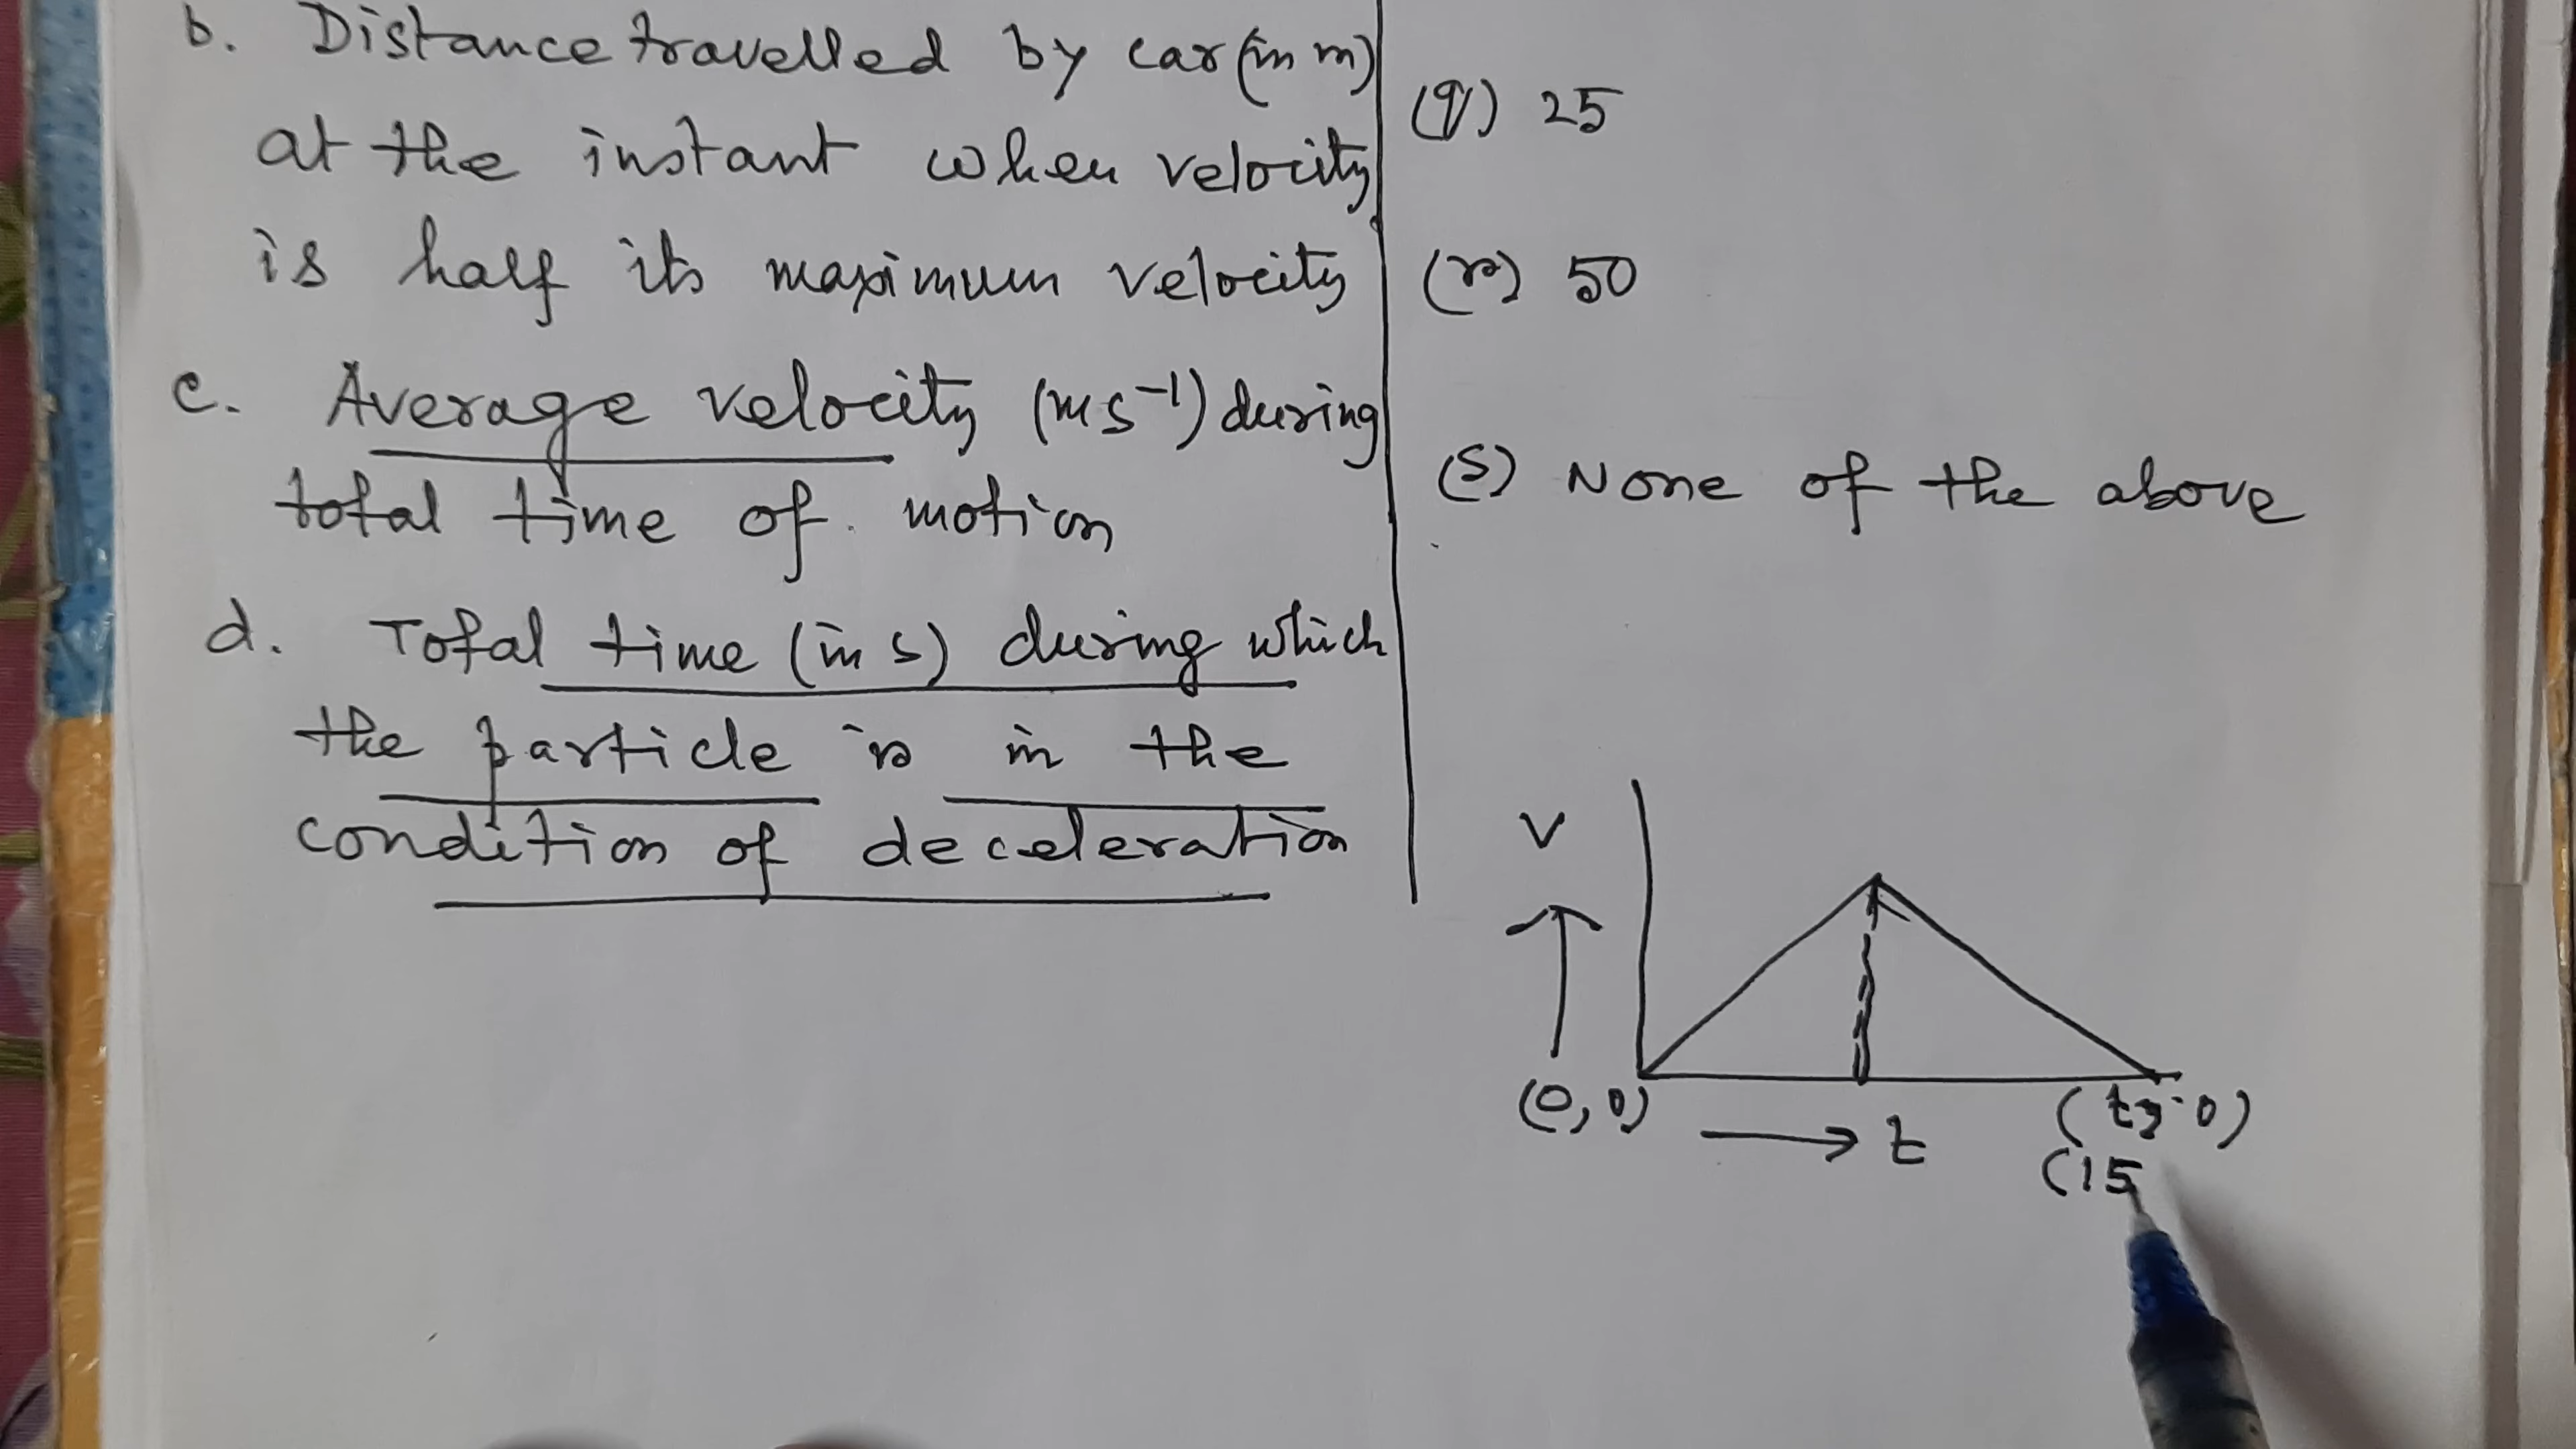 b. Distance travelled by car (in m)
at the instant when velocity
is half its maximum velocity
c. Average velocity (ms⁻¹) during
total time of motion
d. Total time (in s) during which
the particle is in the
condition of deceleration
(q) 25
(r) 50
(s) None of the above
V
(0,0)
t
(15